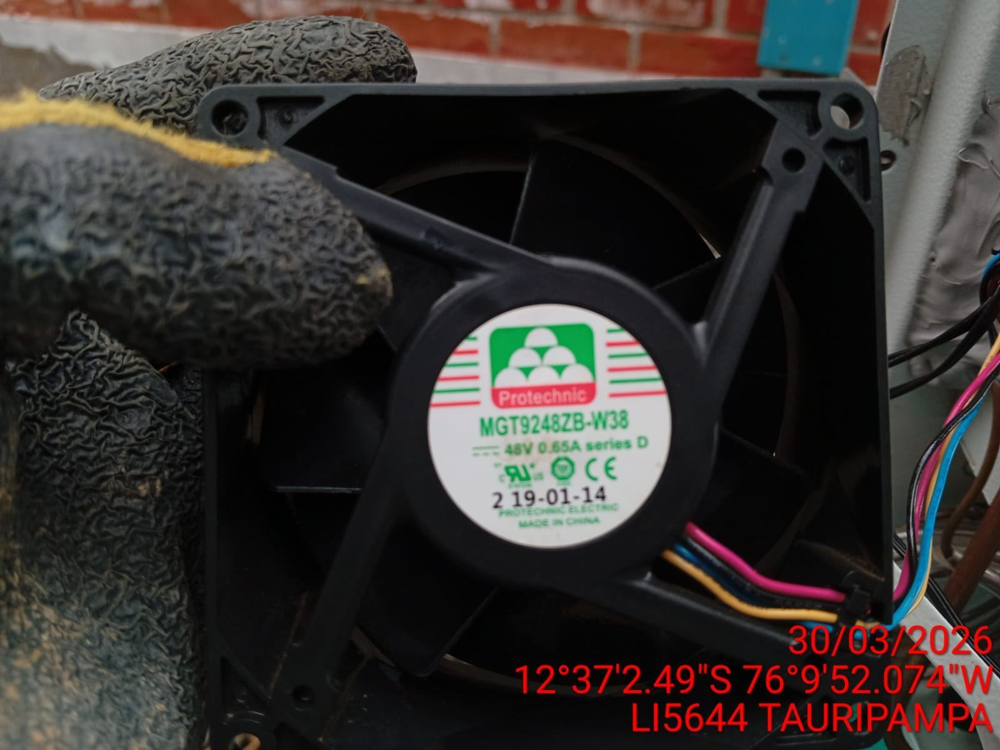 Protechnic
MGT9248ZB-W38
48V 0.65A series D
c US CE
2 19-01-14
PROTECHNIC ELECTRIC
MADE IN CHINA
30/03/2026
12°37'2.49"S 76°9'52.074"W
LI5644 TAURIPAMPA